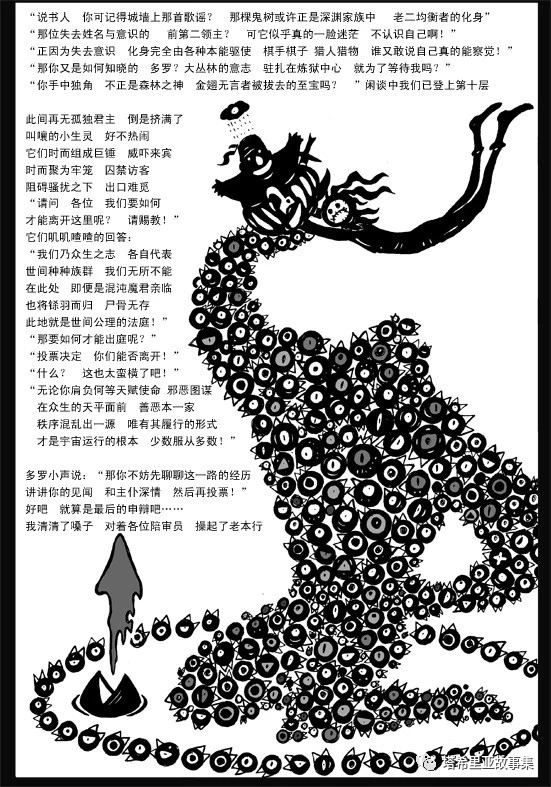 “说书人　你可记得城墙上那首歌谣？　那棵鬼树或许正是深渊家族中　老二均衡者的化身”
“那位失去姓名与意识的　前第二领主？　可它似乎真的一脸迷茫　不认识自己啊！”
“正因为失去意识　化身完全由各种本能驱使　棋手棋子 猎人猎物　谁又敢说自己真的能察觉！”
“那你又是如何知晓的　多罗？大丛林的意志　驻扎在炼狱中心　就为了等待我吗？”
“你手中独角　不正是森林之神　金翅无言者被拔去的至宝吗？　”闲谈中我们已登上第十层
此间再无孤独君主　倒是挤满了
叫嚷的小生灵　好不热闹
它们时而组成巨锤　威吓来宾
时而聚为牢笼　囚禁访客
阻碍骚扰之下　出口难觅
“请问　各位　我们要如何
才能离开这里呢？　请赐教！”
它们叽叽喳喳的回答：
“我们乃众生之志　各自代表
世间种种族群　我们无所不能
在此处　即便是混沌魔君亲临
也将铩羽而归　尸骨无存
此地就是世间公理的法庭！”
“那要如何才能出庭呢？”
“投票决定　你们能否离开！”
“什么？　这也太蛮横了吧！”
“无论你肩负何等天赋使命 邪恶图谋
在众生的天平面前　善恶本一家
秩序混乱出一源　唯有其履行的形式
才是宇宙运行的根本　少数服从多数！”
多罗小声说：“那你不妨先聊聊这一路的经历
讲讲你的见闻　和主仆深情　然后再投票！”
好吧　就算是最后的申辩吧……
我清清了嗓子　对着各位陪审员　操起了老本行
塔希里亚故事集